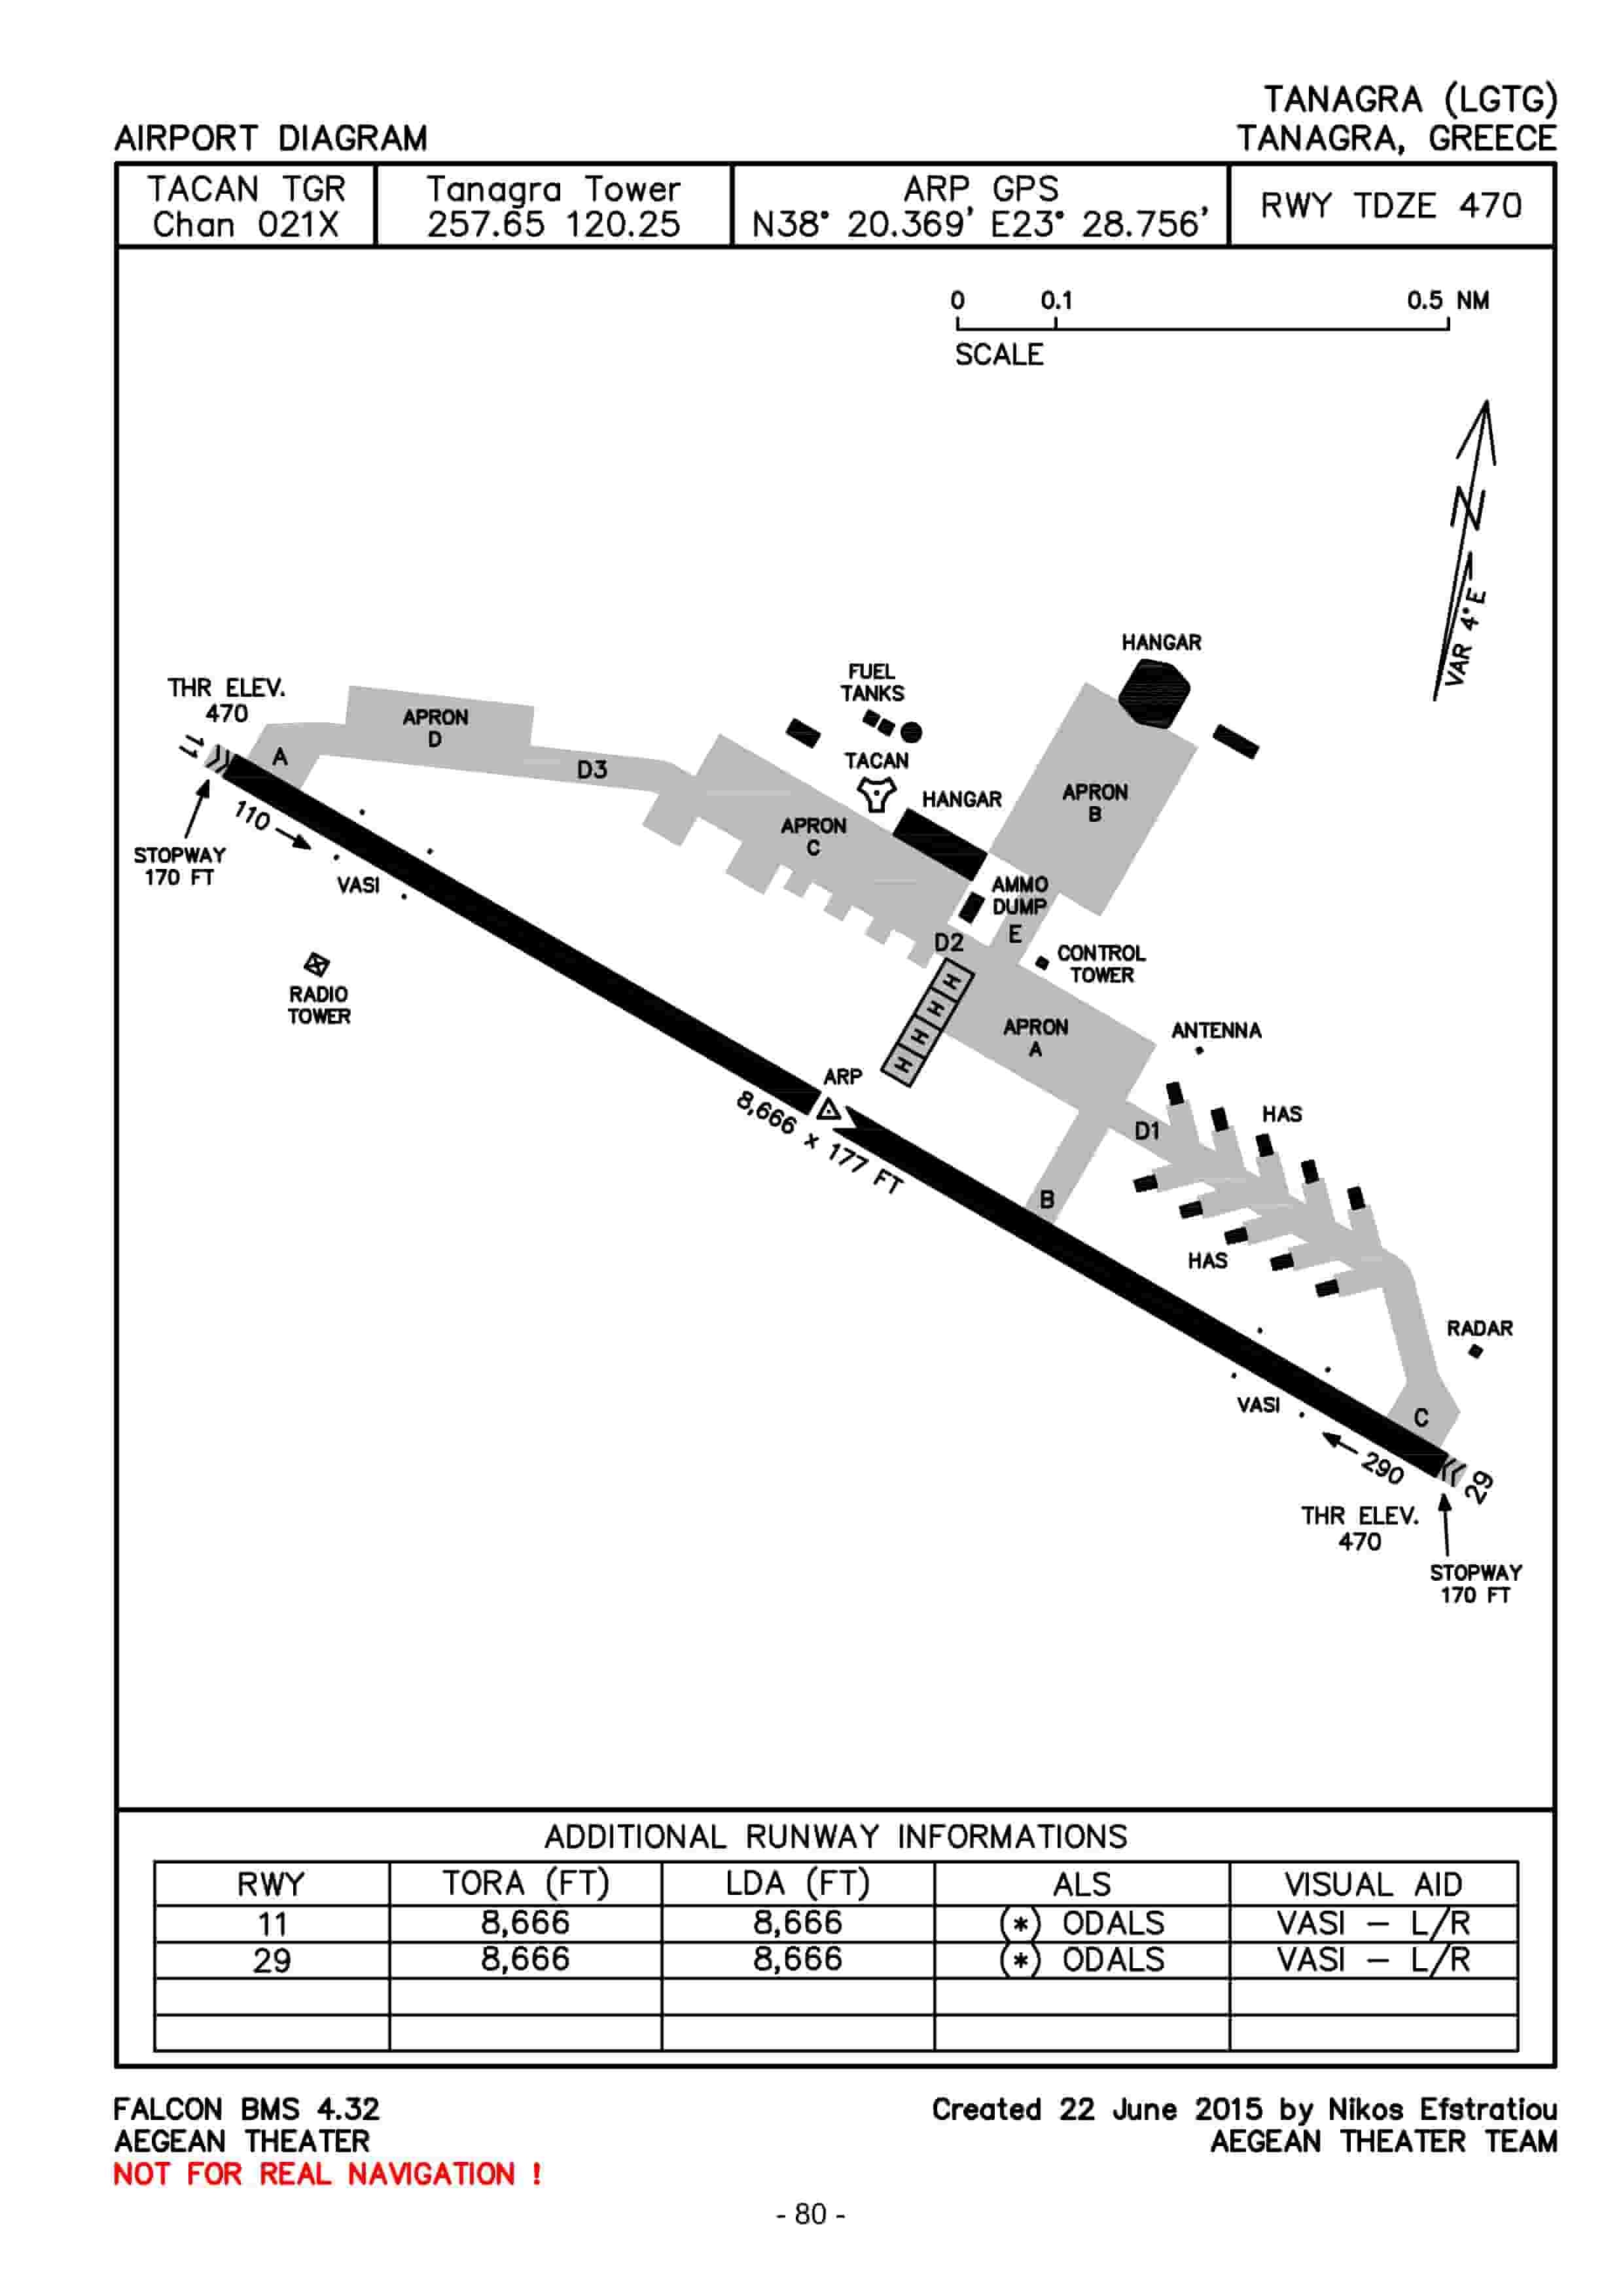 TANAGRA (LGTG)
AIRPORT DIAGRAM
TANAGRA, GREECE
TACAN TGR
Chan 021X
Tanagra Tower
257.65 120.25
ARP GPS
N38° 20.369' E23° 28.756'
RWY TDZE 470
0 0.1 0.5 NM
SCALE
N
VAR 4°E
HANGAR
FUEL
TANKS
THR ELEV.
470
APRON
D
11
A
D3
TACAN
HANGAR
APRON
B
110
APRON
C
STOPWAY
170 FT
VASI
AMMO
DUMP
D2
E
CONTROL
TOWER
RADIO
TOWER
H
H
H
H
APRON
A
ANTENNA
ARP
8,666 x 177 FT
HAS
D1
B
HAS
RADAR
VASI
C
290
29
THR ELEV.
470
STOPWAY
170 FT
ADDITIONAL RUNWAY INFORMATIONS
RWY TORA (FT) LDA (FT) ALS VISUAL AID
11 8,666 8,666 (*) ODALS VASI – L/R
29 8,666 8,666 (*) ODALS VASI – L/R
FALCON BMS 4.32
AEGEAN THEATER
NOT FOR REAL NAVIGATION !
Created 22 June 2015 by Nikos Efstratiou
AEGEAN THEATER TEAM
- 80 -